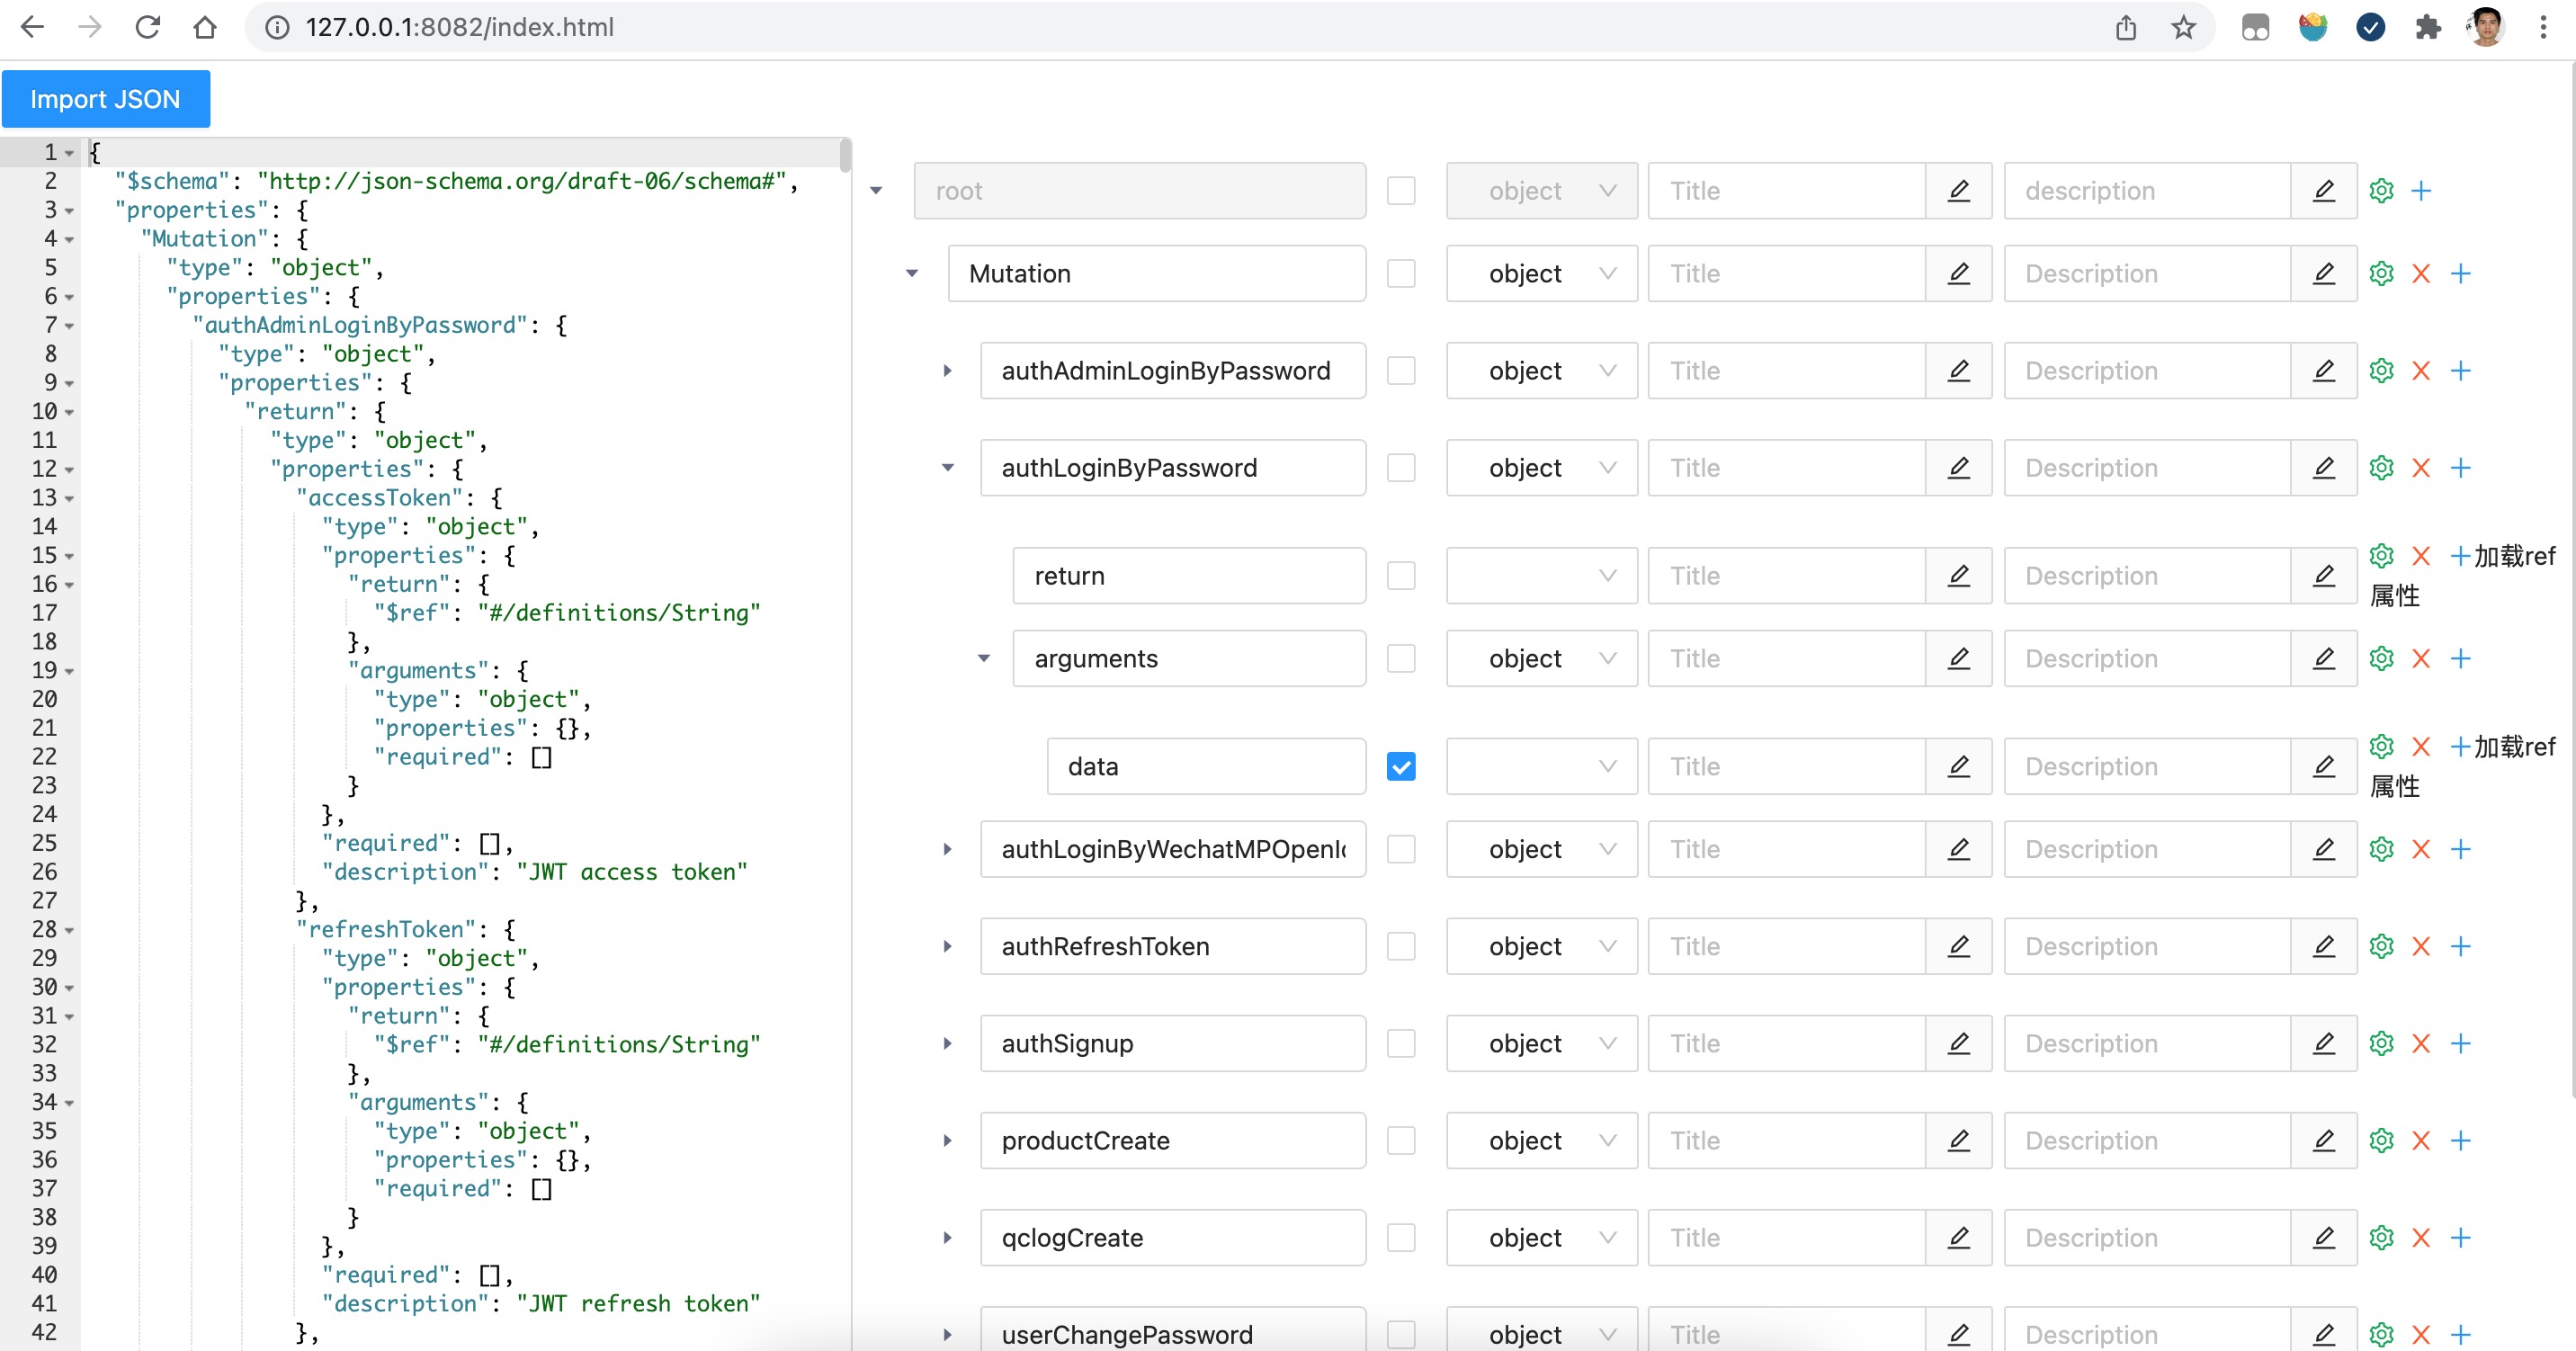 127.0.0.1:8082/index.html
Import JSON
1 {
2 "$schema": "http://json-schema.org/draft-06/schema#",
3 "properties": {
4 "Mutation": {
5 "type": "object",
6 "properties": {
7 "authAdminLoginByPassword": {
8 "type": "object",
9 "properties": {
10 "return": {
11 "type": "object",
12 "properties": {
13 "accessToken": {
14 "type": "object",
15 "properties": {
16 "return": {
17 "$ref": "#/definitions/String"
18 },
19 "arguments": {
20 "type": "object",
21 "properties": {},
22 "required": []
23 }
24 },
25 "required": [],
26 "description": "JWT access token"
27 },
28 "refreshToken": {
29 "type": "object",
30 "properties": {
31 "return": {
32 "$ref": "#/definitions/String"
33 },
34 "arguments": {
35 "type": "object",
36 "properties": {},
37 "required": []
38 }
39 },
40 "required": [],
41 "description": "JWT refresh token"
42 },
root object Title description
Mutation object Title Description
authAdminLoginByPassword object Title Description
authLoginByPassword object Title Description
return Title Description 加载ref
属性
arguments object Title Description
data Title Description 加载ref
属性
authLoginByWechatMPOpenI object Title Description
authRefreshToken object Title Description
authSignup object Title Description
productCreate object Title Description
qclogCreate object Title Description
userChangePassword object Title Description